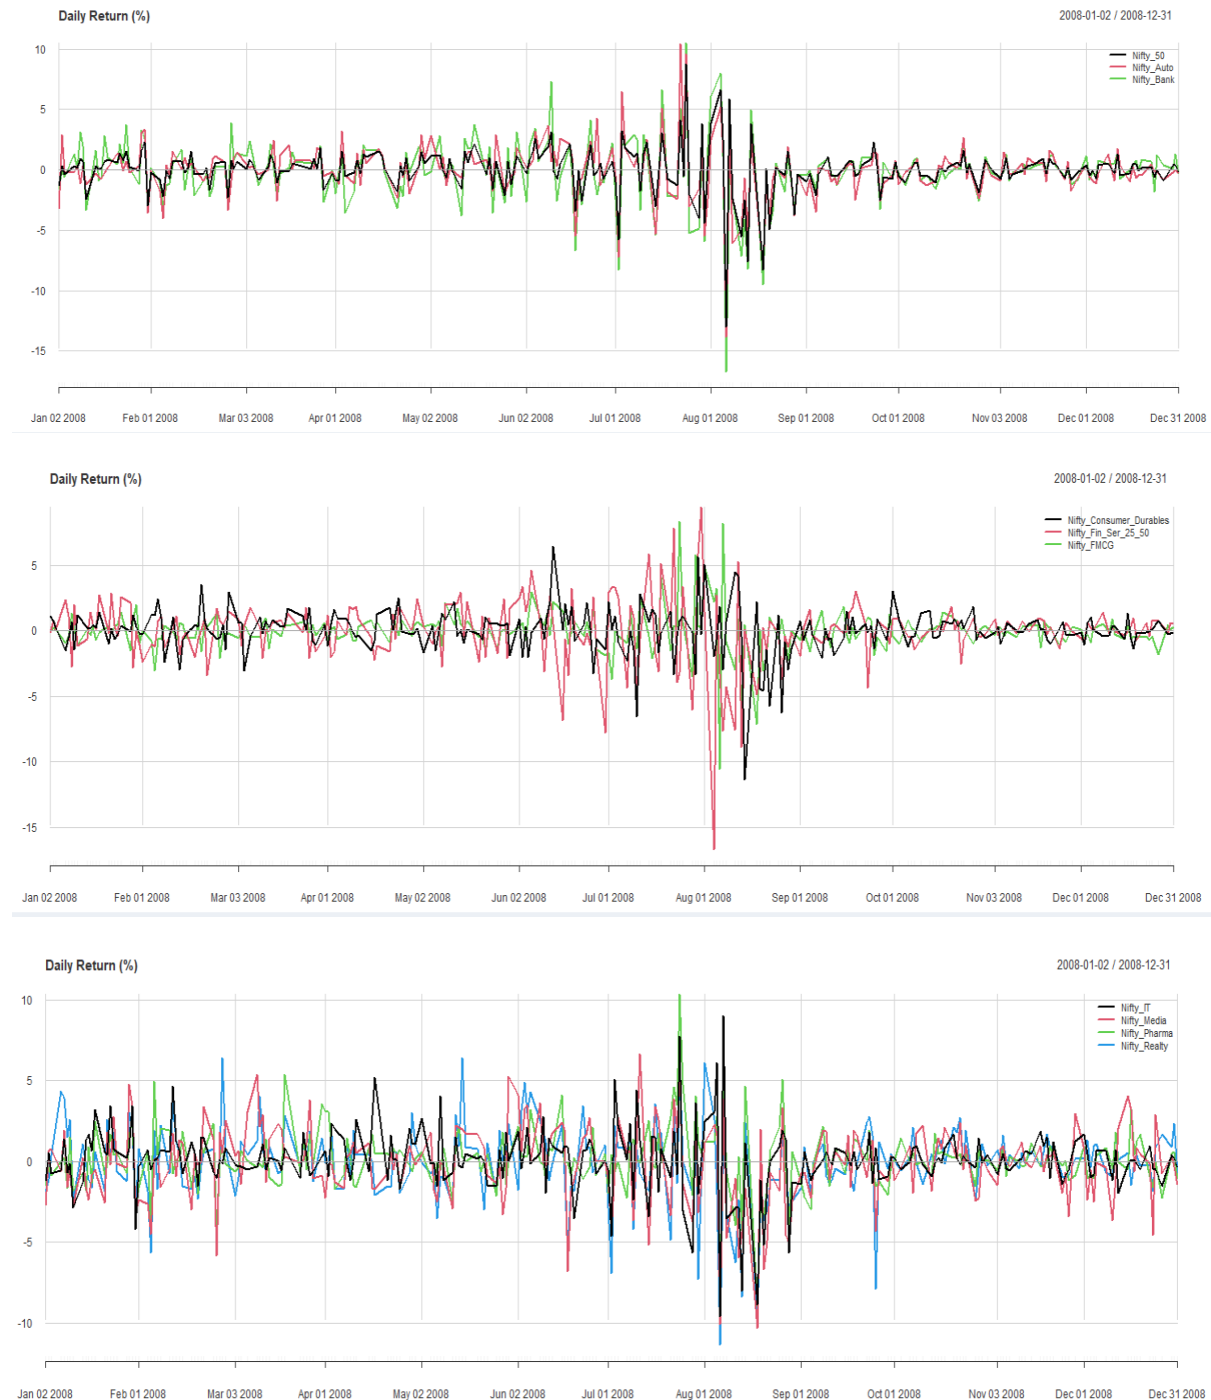 Daily Return (%) 2008-01-02 / 2008-12-31
Nifty_50
Nifty_Auto
Nifty_Bank
10
5
0
-5
-10
-15
Jan 02 2008 Feb 01 2008 Mar 03 2008 Apr 01 2008 May 02 2008 Jun 02 2008 Jul 01 2008 Aug 01 2008 Sep 01 2008 Oct 01 2008 Nov 03 2008 Dec 01 2008 Dec 31 2008
Daily Return (%) 2008-01-02 / 2008-12-31
Nifty_Consumer_Durables
Nifty_Fin_Ser_25_50
Nifty_FMCG
5
0
-5
-10
-15
Jan 02 2008 Feb 01 2008 Mar 03 2008 Apr 01 2008 May 02 2008 Jun 02 2008 Jul 01 2008 Aug 01 2008 Sep 01 2008 Oct 01 2008 Nov 03 2008 Dec 01 2008 Dec 31 2008
Daily Return (%) 2008-01-02 / 2008-12-31
Nifty_IT
Nifty_Media
Nifty_Pharma
Nifty_Realty
10
5
0
-5
-10
Jan 02 2008 Feb 01 2008 Mar 03 2008 Apr 01 2008 May 02 2008 Jun 02 2008 Jul 01 2008 Aug 01 2008 Sep 01 2008 Oct 01 2008 Nov 03 2008 Dec 01 2008 Dec 31 2008